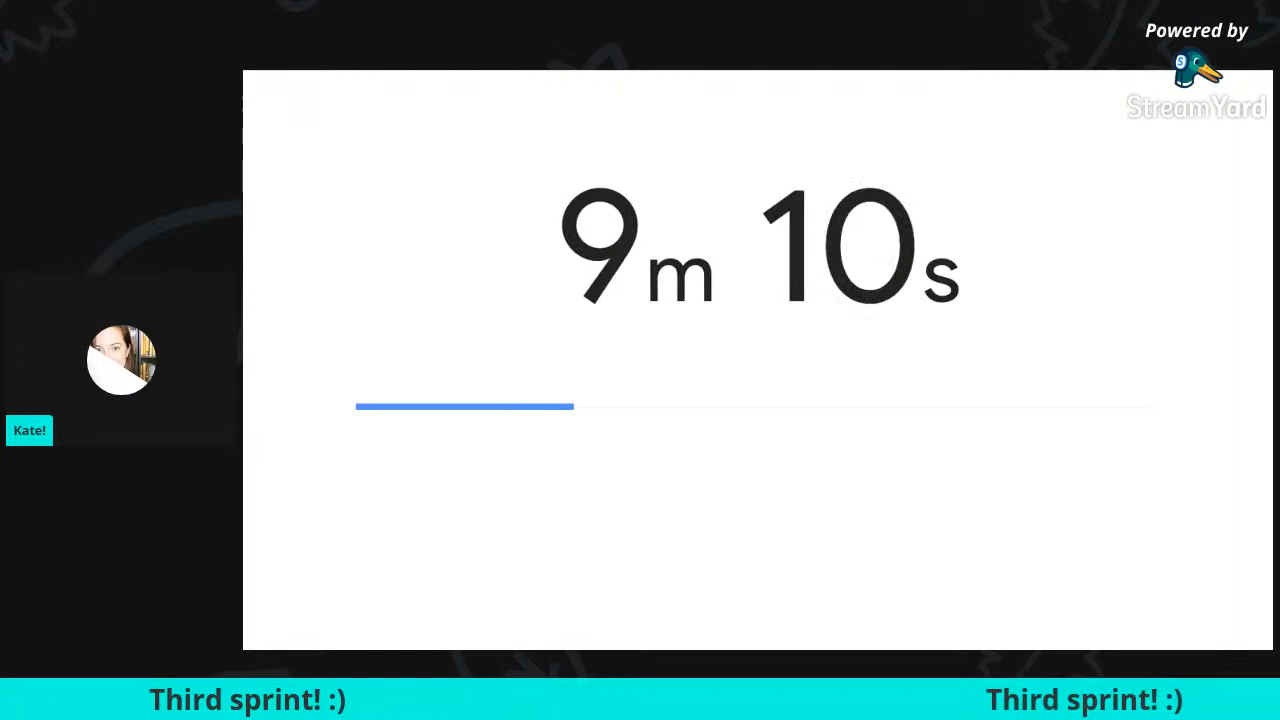 Powered by
StreamYard
9m 10s
Kate!
Third sprint! :) Third sprint! :)